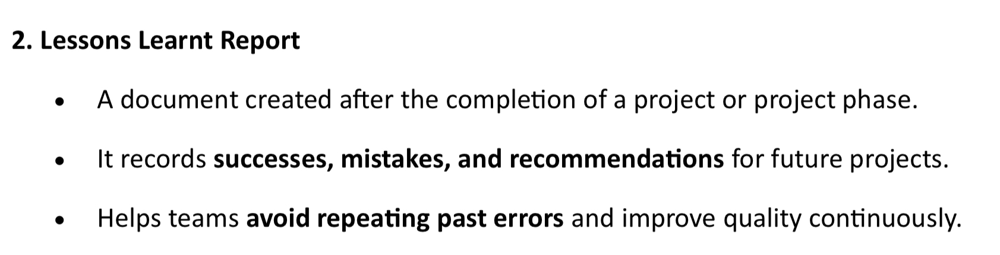 2. Lessons Learnt Report
• A document created after the completion of a project or project phase.
• It records successes, mistakes, and recommendations for future projects.
• Helps teams avoid repeating past errors and improve quality continuously.